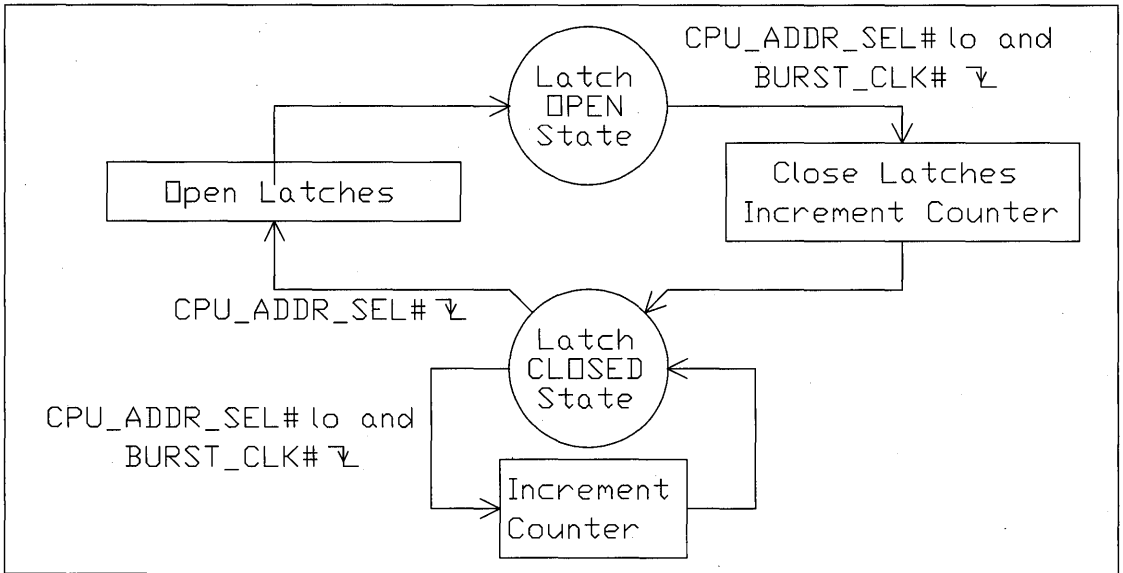 Latch
OPEN
State
CPU_ADDR_SEL# lo and
BURST_CLK#
Open Latches
Close Latches
Increment Counter
CPU_ADDR_SEL#
Latch
CLOSED
State
CPU_ADDR_SEL# lo and
BURST_CLK#
Increment
Counter